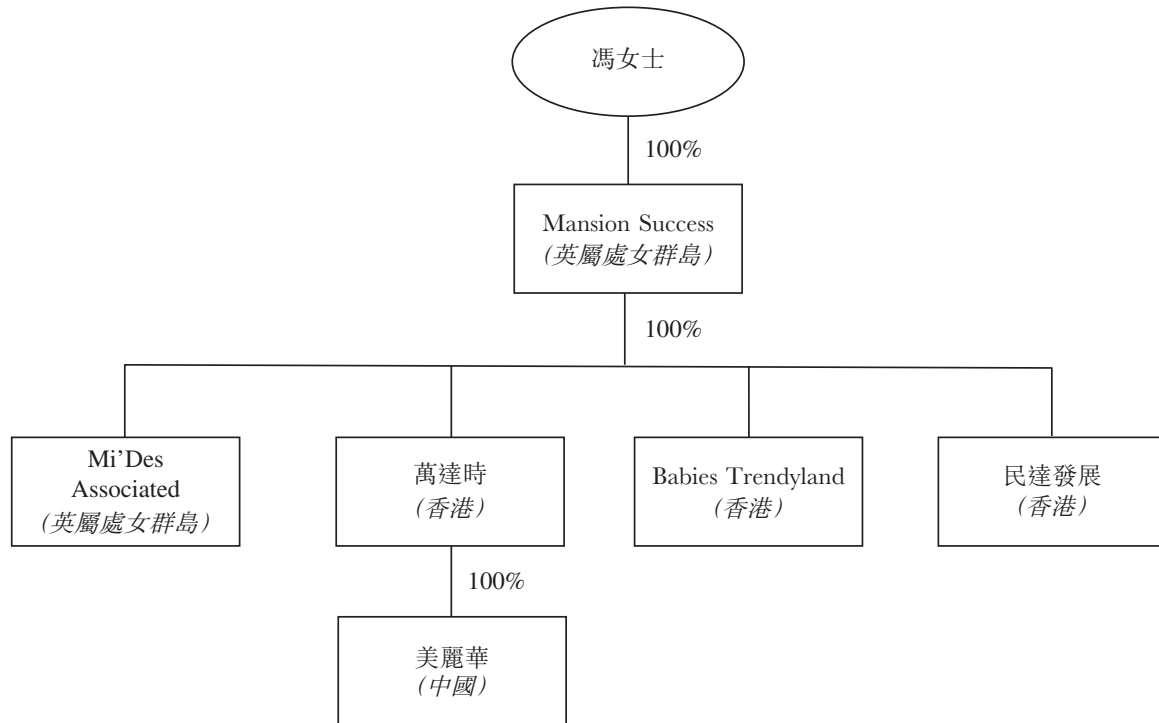 馮女士
100%
Mansion Success
(英屬處女群島)
100%
Mi’Des
Associated
(英屬處女群島)
萬達時
(香港)
Babies Trendyland
(香港)
民達發展
(香港)
100%
美麗華
(中國)